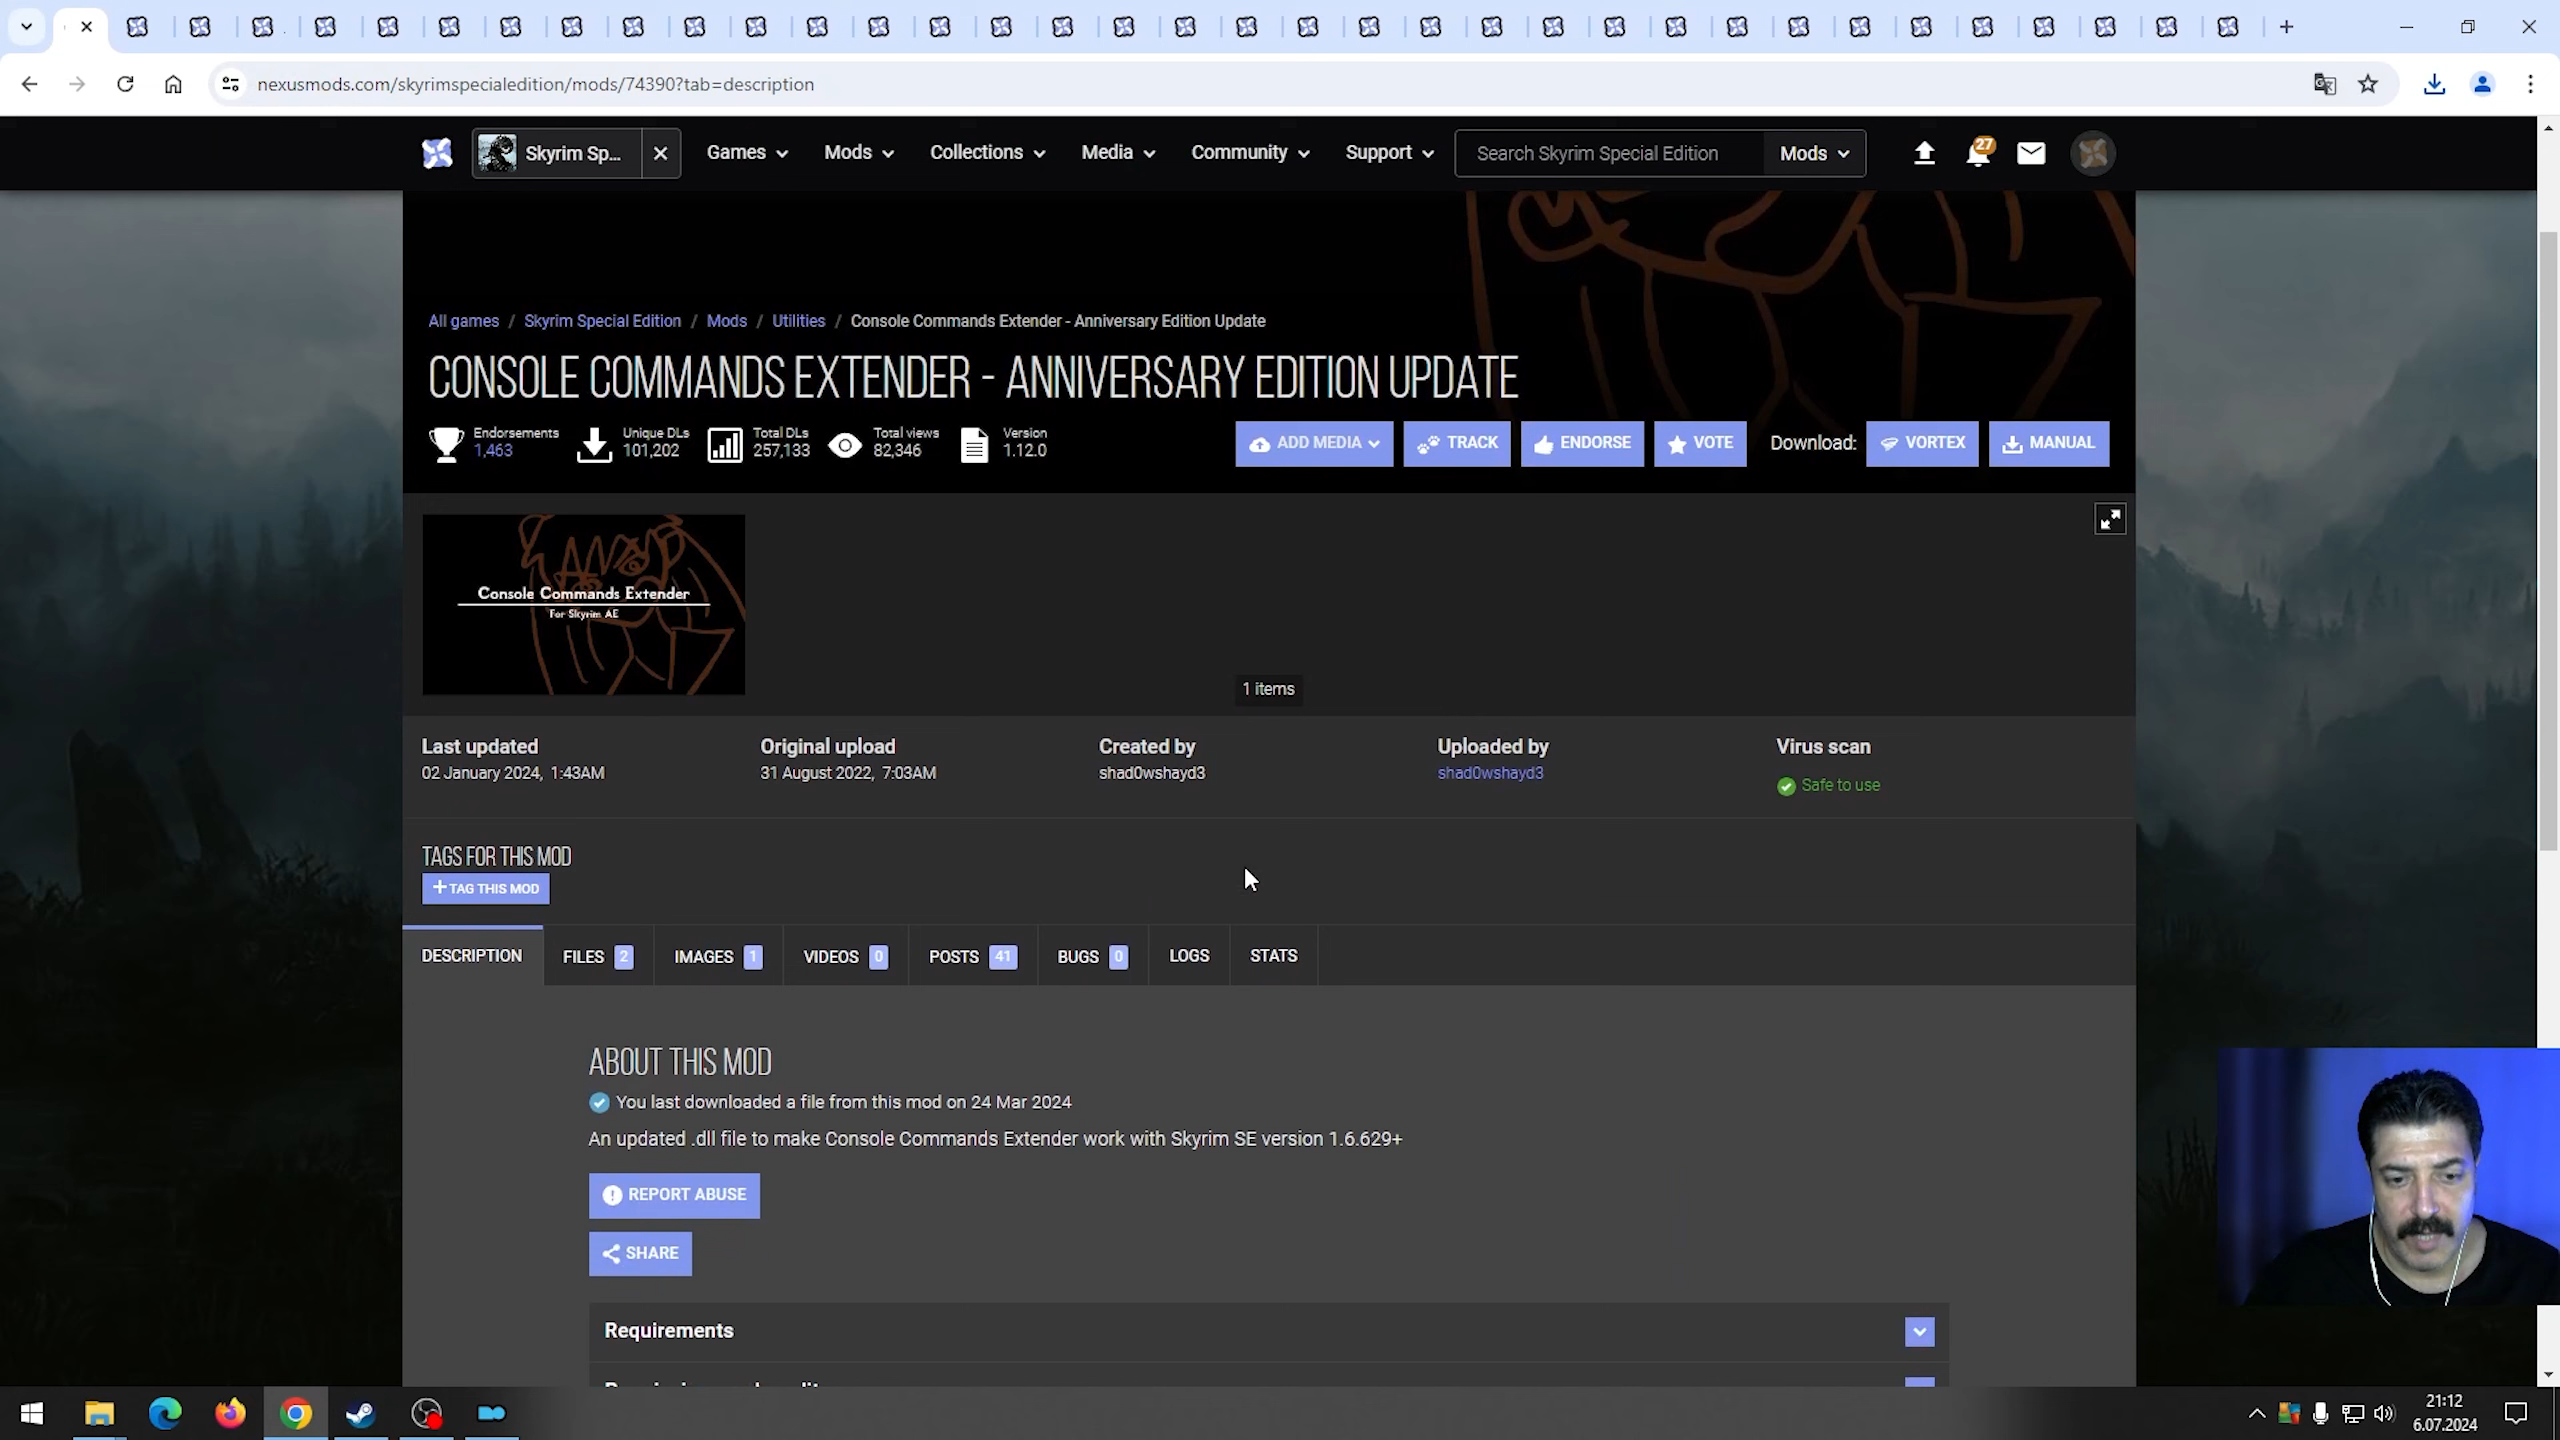 nexusmods.com/skyrimspecialedition/mods/74390?tab=description
Skyrim Sp...
Games
Mods
Collections
Media
Community
Support
Search Skyrim Special Edition
Mods
27
All games / Skyrim Special Edition / Mods / Utilities / Console Commands Extender - Anniversary Edition Update
CONSOLE COMMANDS EXTENDER - ANNIVERSARY EDITION UPDATE
Endorsements
1,463
Unique DLs
101,202
Total DLs
257,133
Total views
82,346
Version
1.12.0
ADD MEDIA
TRACK
ENDORSE
VOTE
Download:
VORTEX
MANUAL
Console Commands Extender
For Skyrim AE
1 items
Last updated
02 January 2024, 1:43AM
Original upload
31 August 2022, 7:03AM
Created by
shad0wshayd3
Uploaded by
shad0wshayd3
Virus scan
Safe to use
TAGS FOR THIS MOD
+ TAG THIS MOD
DESCRIPTION
FILES 2
IMAGES 1
VIDEOS 0
POSTS 41
BUGS 0
LOGS
STATS
ABOUT THIS MOD
You last downloaded a file from this mod on 24 Mar 2024
An updated .dll file to make Console Commands Extender work with Skyrim SE version 1.6.629+
REPORT ABUSE
SHARE
Requirements
21:12
6.07.2024